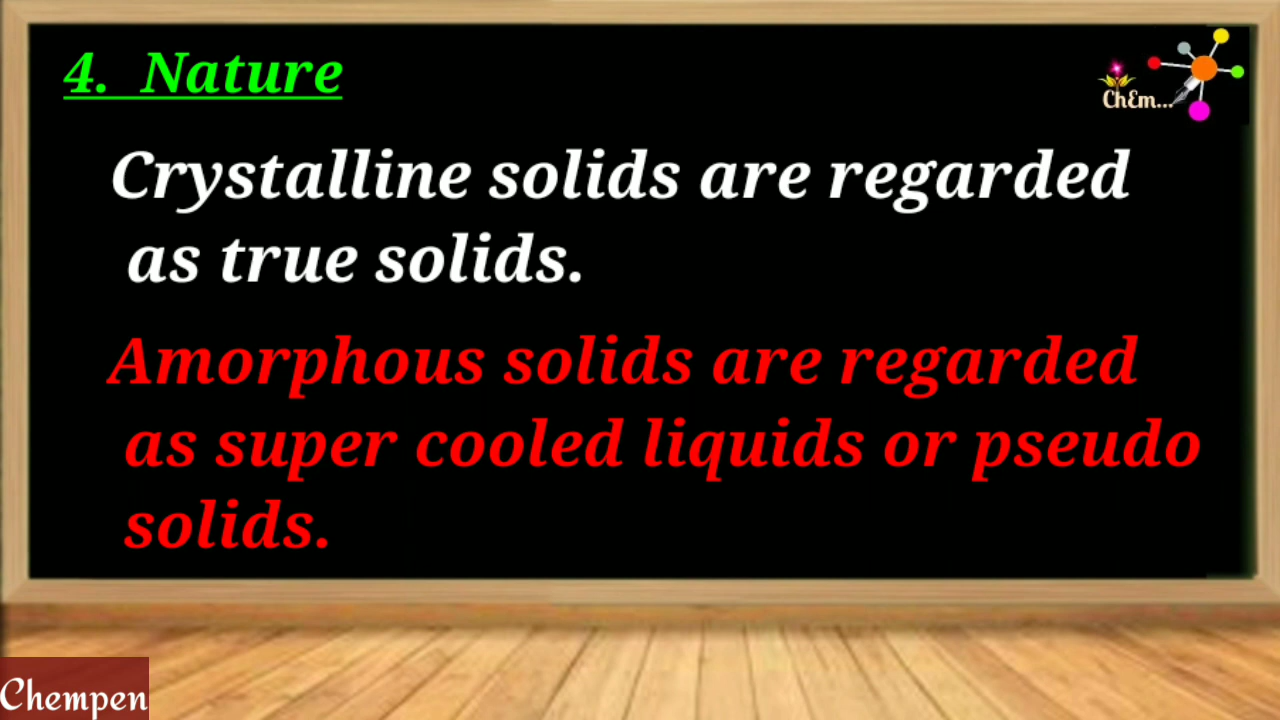 4. Nature
ChEm...
Crystalline solids are regarded
as true solids.
Amorphous solids are regarded
as super cooled liquids or pseudo
solids.
Chempen